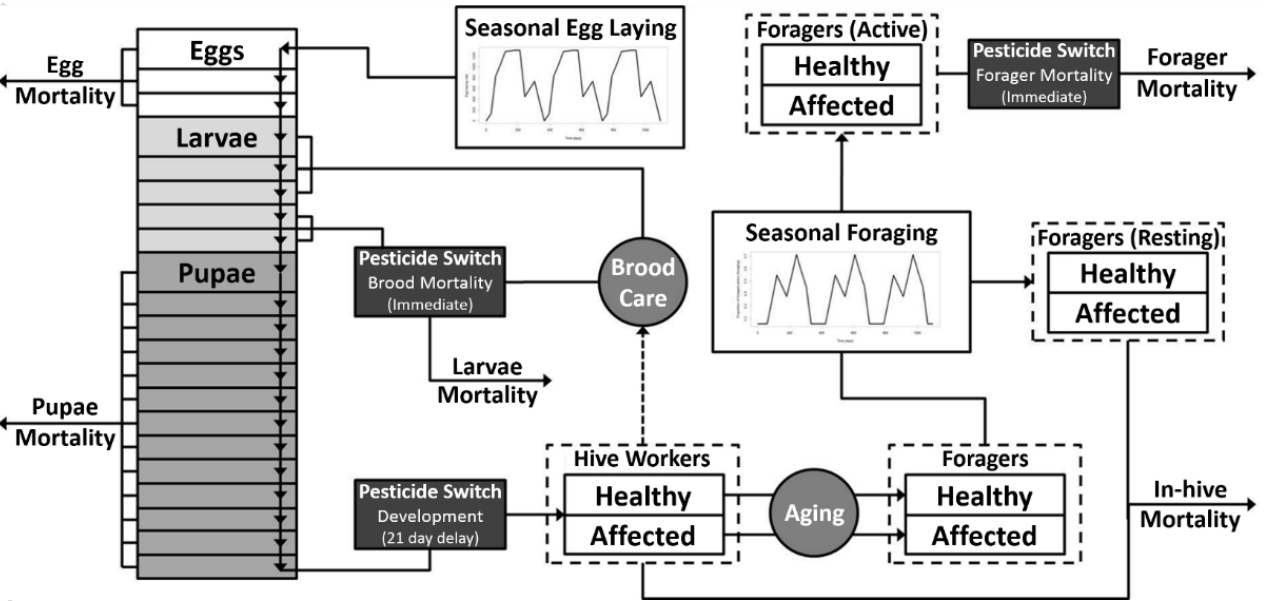 Eggs
Egg
Mortality
Larvae
Pupae
Pupae
Mortality
Seasonal Egg Laying
Pesticide Switch
Brood Mortality
(Immediate)
Larvae
Mortality
Brood
Care
Pesticide Switch
Development
(21 day delay)
Hive Workers
Healthy
Affected
Aging
Foragers
Healthy
Affected
Seasonal Foraging
Foragers (Active)
Healthy
Affected
Pesticide Switch
Forager Mortality
(Immediate)
Forager
Mortality
Foragers (Resting)
Healthy
Affected
In-hive
Mortality